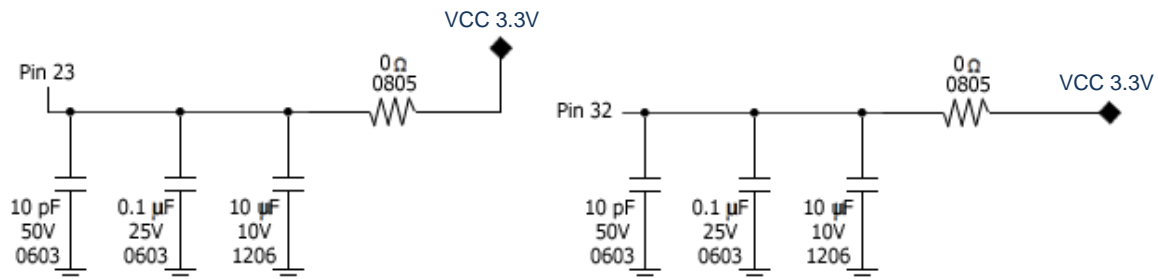 VCC 3.3V
0Ω
0805
Pin 23
10 pF
50V
0603
0.1 µF
25V
0603
10 µF
10V
1206
0Ω
0805
VCC 3.3V
Pin 32
10 pF
50V
0603
0.1 µF
25V
0603
10 µF
10V
1206